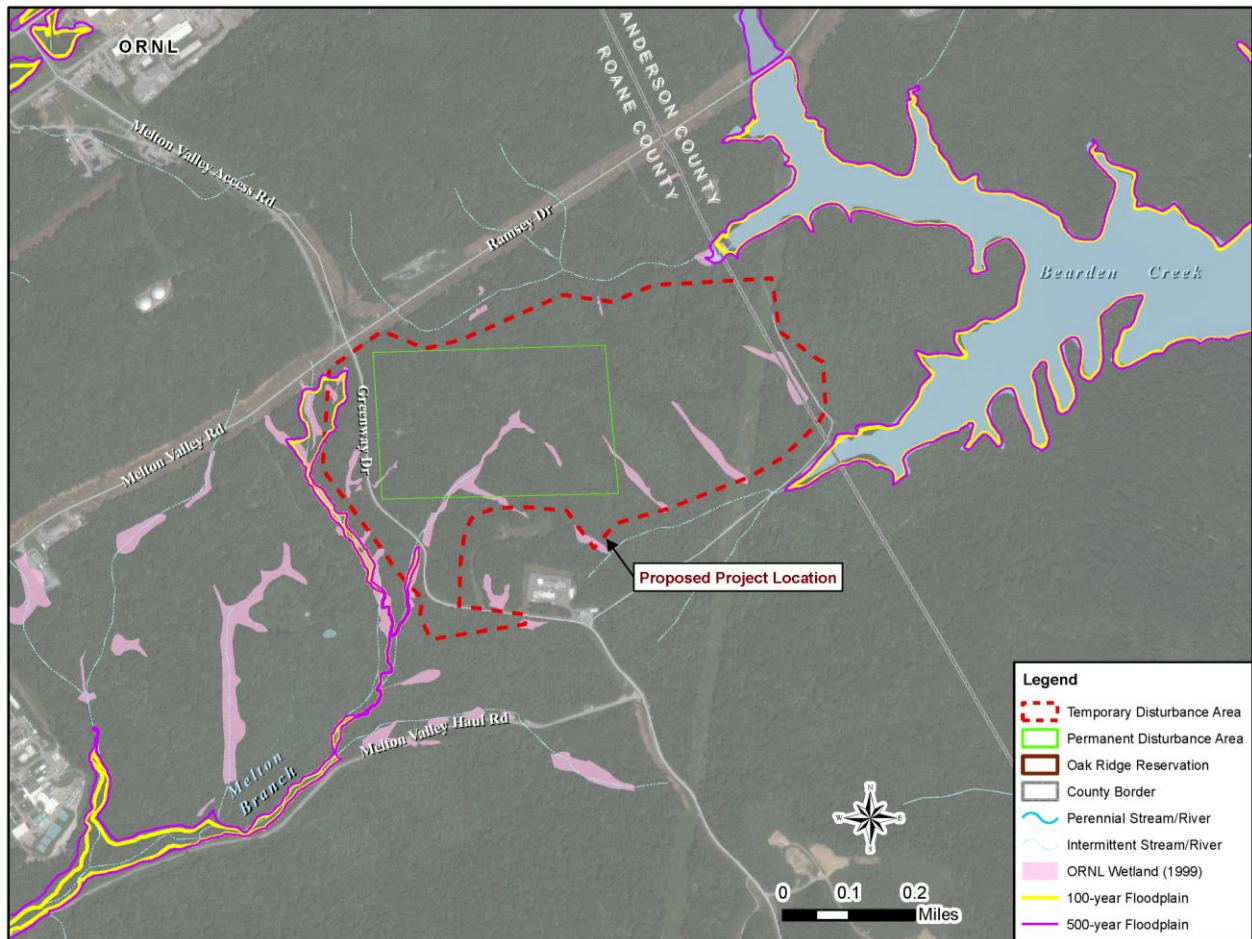 ORNL
ANDERSON COUNTY
ROANE COUNTY
Melton Valley Access Rd
Ramsey Dr
Bearden Creek
Greenway Dr
Melton Valley Rd
Proposed Project Location
Melton Valley Haul Rd
Melton
Branch
N
W
E
S
0 0.1 0.2
Miles
Legend
Temporary Disturbance Area
Permanent Disturbance Area
Oak Ridge Reservation
County Border
Perennial Stream/River
Intermittent Stream/River
ORNL Wetland (1999)
100-year Floodplain
500-year Floodplain